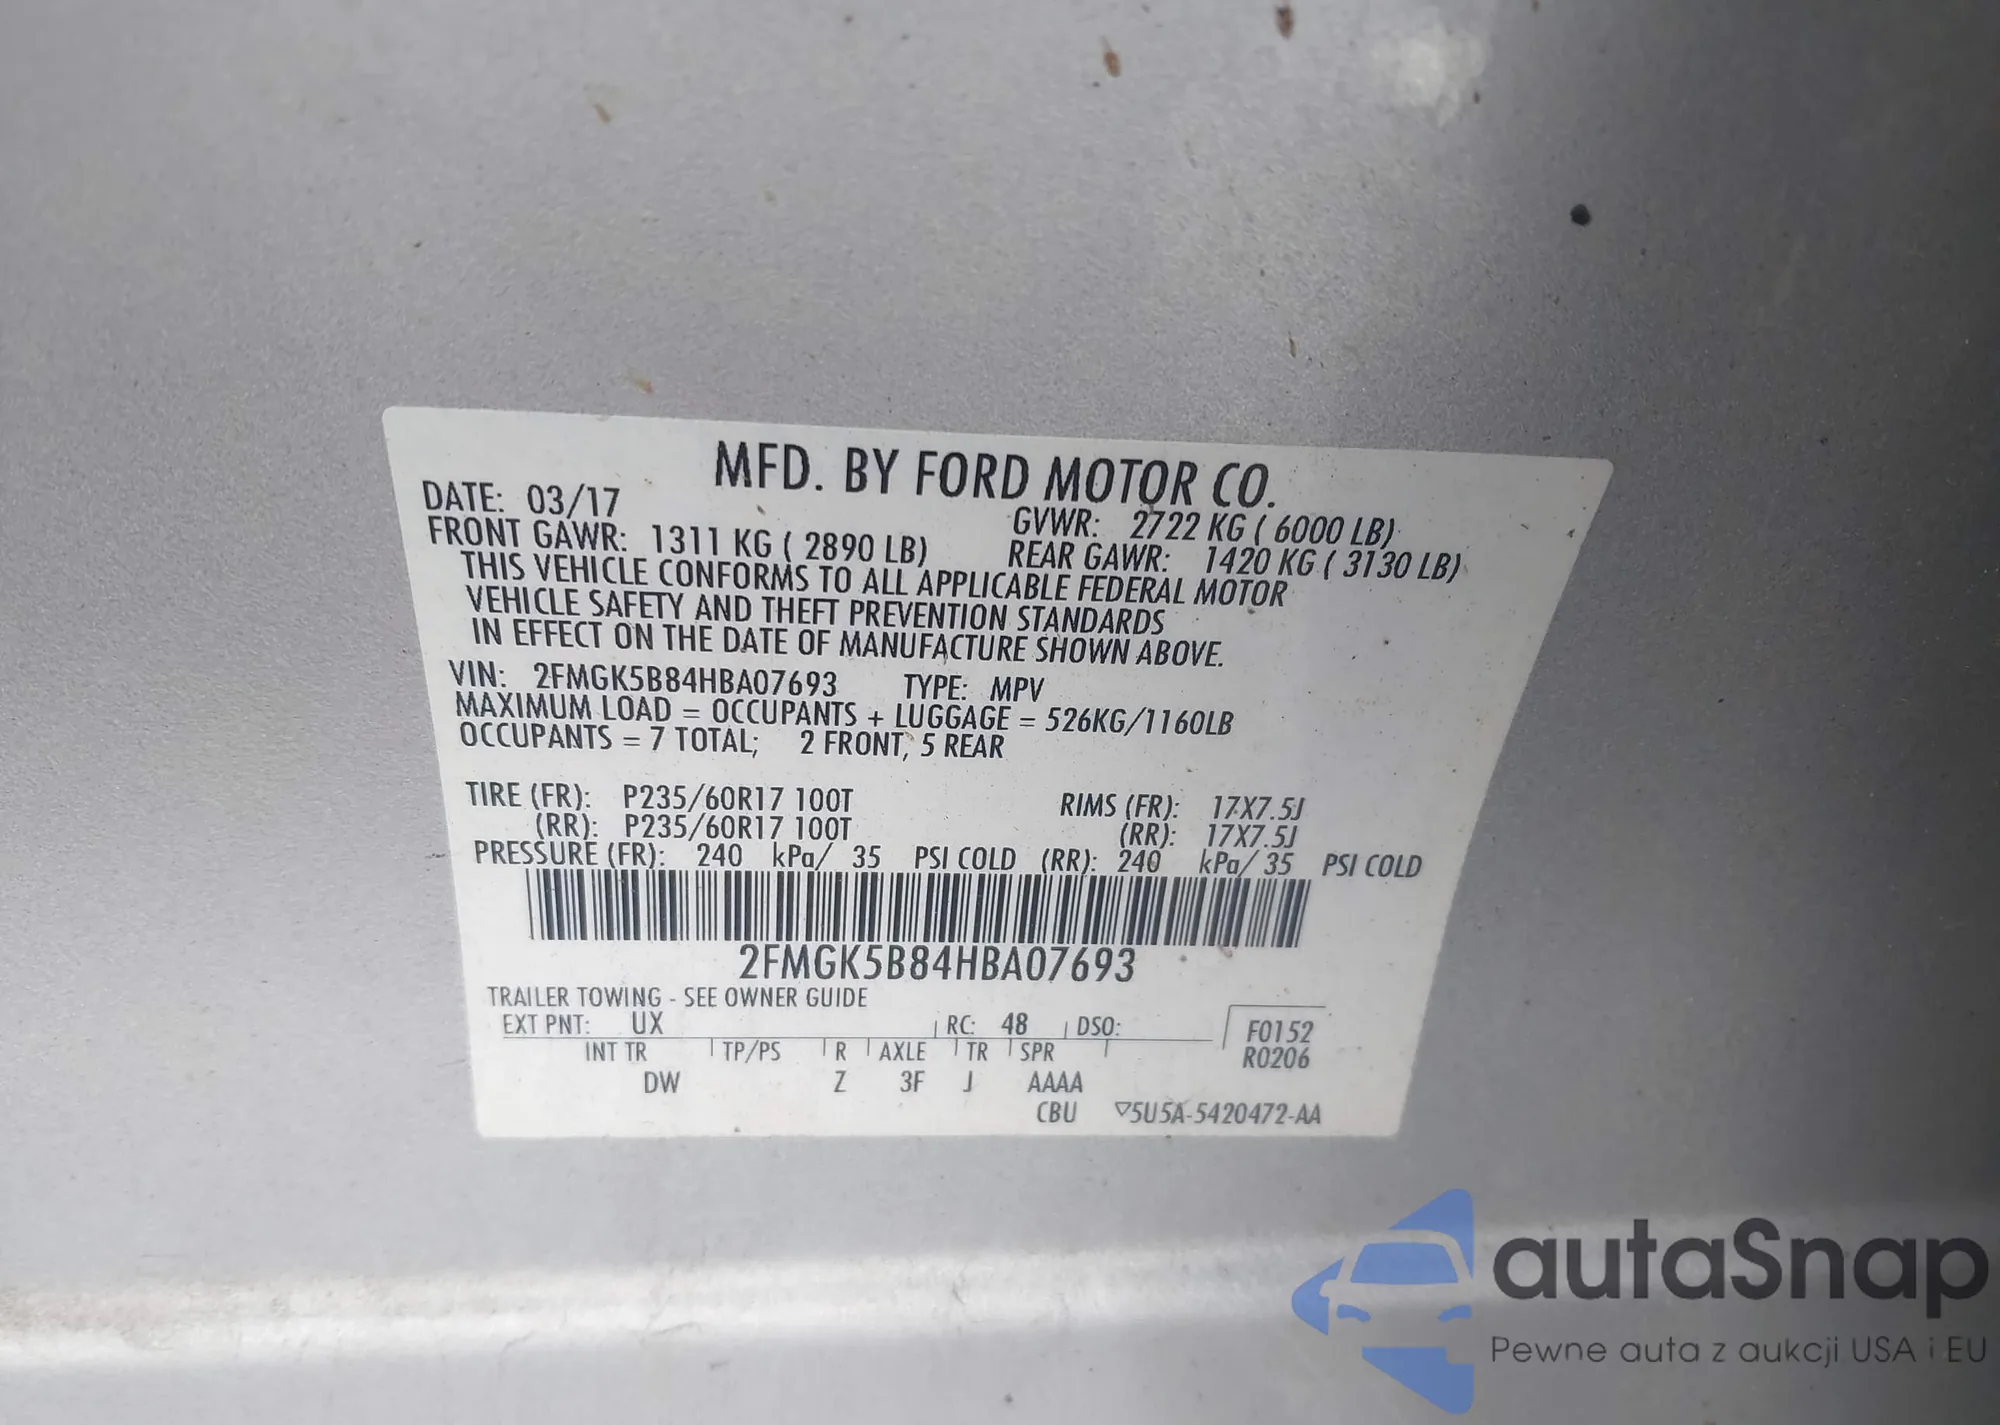 MFD. BY FORD MOTOR CO.
DATE: 03/17 GVWR: 2722 KG ( 6000 LB)
FRONT GAWR: 1311 KG ( 2890 LB) REAR GAWR: 1420 KG ( 3130 LB)
THIS VEHICLE CONFORMS TO ALL APPLICABLE FEDERAL MOTOR
VEHICLE SAFETY AND THEFT PREVENTION STANDARDS
IN EFFECT ON THE DATE OF MANUFACTURE SHOWN ABOVE.
VIN: 2FMGK5B84HBA07693 TYPE: MPV
MAXIMUM LOAD = OCCUPANTS + LUGGAGE = 526KG/1160LB
OCCUPANTS = 7 TOTAL; 2 FRONT, 5 REAR
TIRE (FR): P235/60R17 100T RIMS (FR): 17X7.5J
(RR): P235/60R17 100T (RR): 17X7.5J
PRESSURE (FR): 240 kPa/ 35 PSI COLD (RR): 240 kPa/ 35 PSI COLD
2FMGK5B84HBA07693
TRAILER TOWING - SEE OWNER GUIDE
EXT PNT: UX RC: 48 DSO: F0152
INT TR TP/PS R AXLE TR SPR R0206
DW Z 3F J AAAA
CBU ▽5U5A-5420472-AA
autaSnap
Pewne auta z aukcji USA i EU